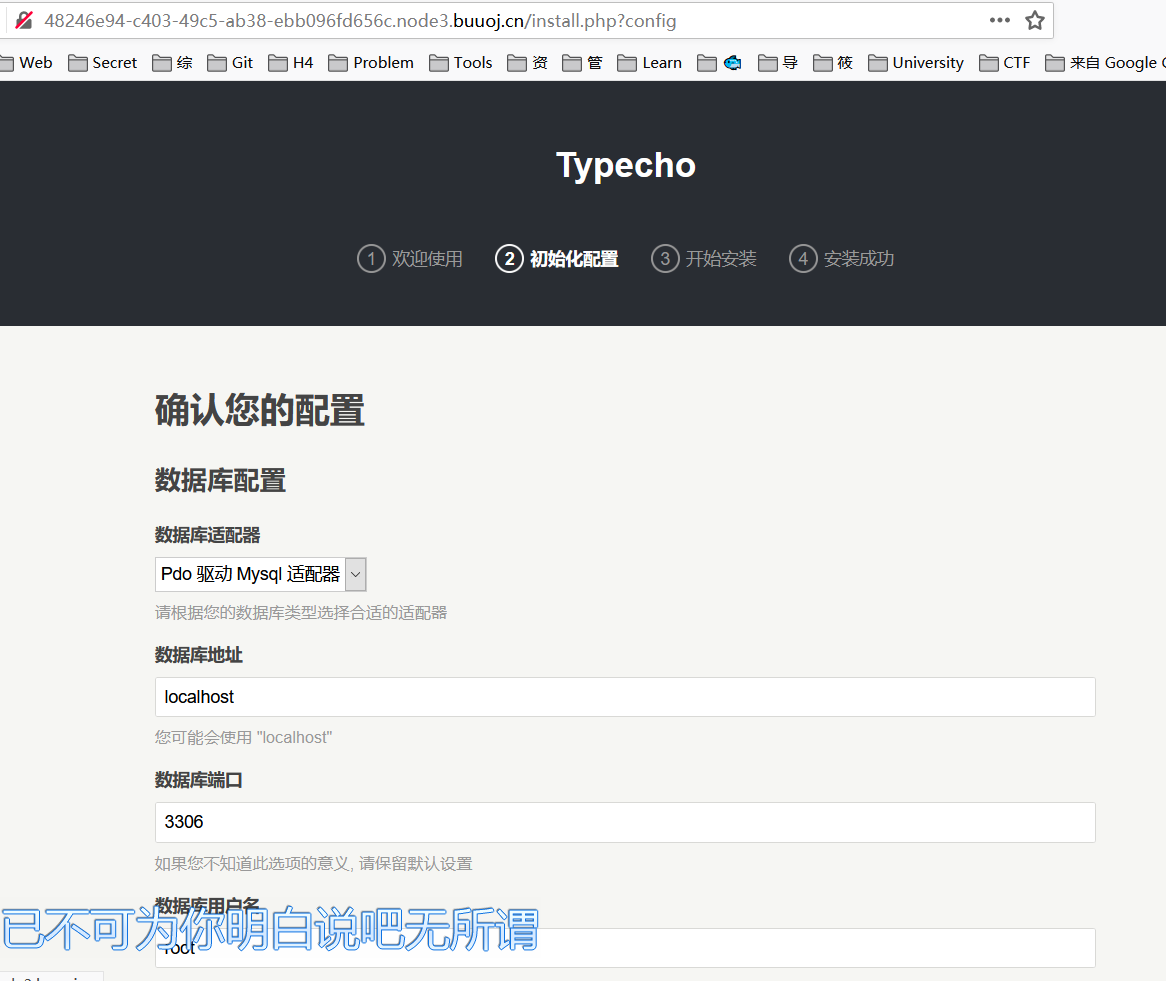 48246e94-c403-49c5-ab38-ebb096fd656c.node3.buuoj.cn/install.php?config
Web Secret 综 Git H4 Problem Tools 资 管 Learn 导 筱 University CTF 来自 Google
Typecho
1 欢迎使用 2 初始化配置 3 开始安装 4 安装成功
确认您的配置
数据库配置
数据库适配器
Pdo 驱动 Mysql 适配器
请根据您的数据库类型选择合适的适配器
数据库地址
localhost
您可能会使用 "localhost"
数据库端口
3306
如果您不知道此选项的意义, 请保留默认设置
数据库用户名
已不可为你明白说吧无所谓
root